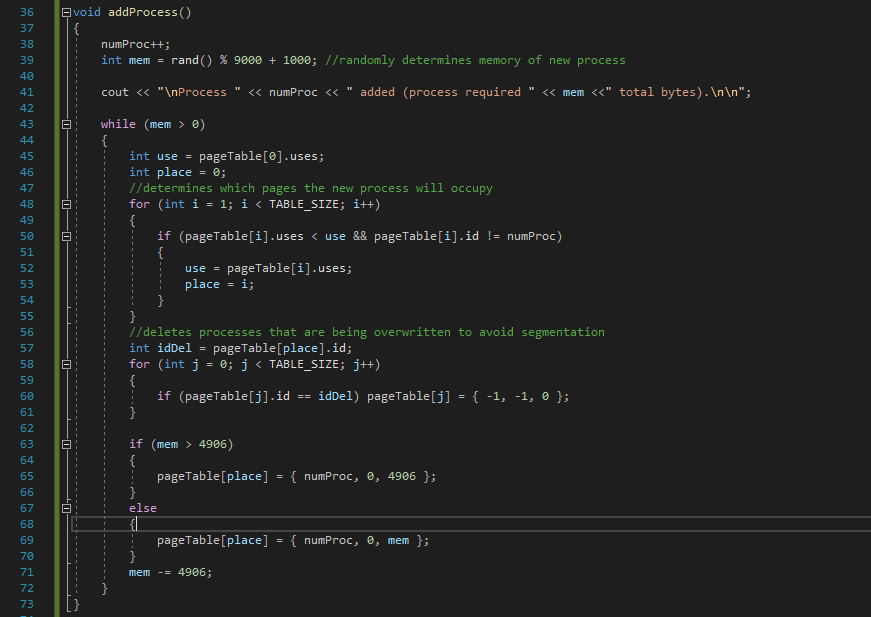 36 void addProcess()
37 {
38 numProc++;
39 int mem = rand() % 9000 + 1000; //randomly determines memory of new process
40
41 cout << "\nProcess " << numProc << " added (process required " << mem <<" total bytes).\n\n";
42
43 while (mem > 0)
44 {
45 int use = pageTable[0].uses;
46 int place = 0;
47 //determines which pages the new process will occupy
48 for (int i = 1; i < TABLE_SIZE; i++)
49 {
50 if (pageTable[i].uses < use && pageTable[i].id != numProc)
51 {
52 use = pageTable[i].uses;
53 place = i;
54 }
55 }
56 //deletes processes that are being overwritten to avoid segmentation
57 int idDel = pageTable[place].id;
58 for (int j = 0; j < TABLE_SIZE; j++)
59 {
60 if (pageTable[j].id == idDel) pageTable[j] = { -1, -1, 0 };
61 }
62
63 if (mem > 4906)
64 {
65 pageTable[place] = { numProc, 0, 4906 };
66 }
67 else
68 {
69 pageTable[place] = { numProc, 0, mem };
70 }
71 mem -= 4906;
72 }
73 }